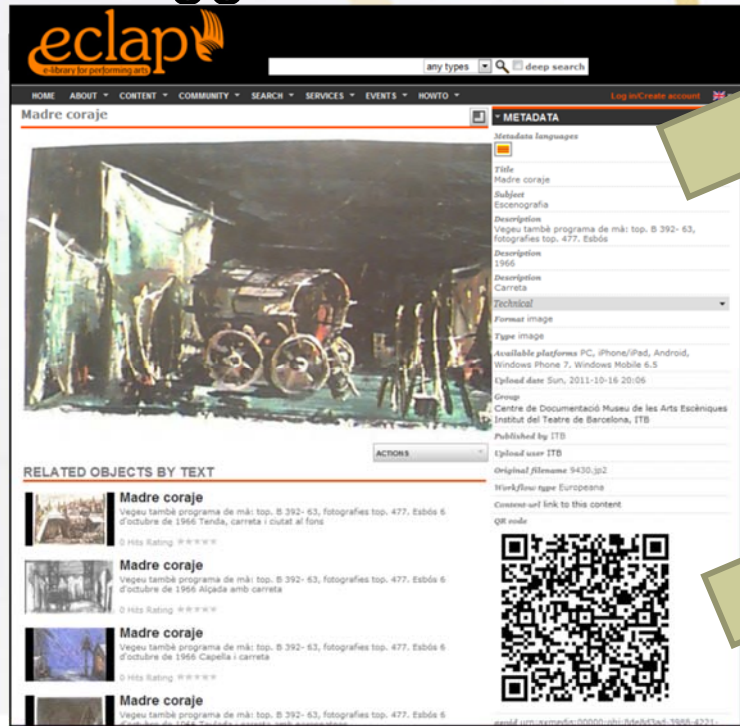 eclap
e-library for performing arts
any types
deep search
HOME ABOUT CONTENT COMMUNITY SEARCH SERVICES EVENTS HOWTO
Log in/Create account
Madre coraje
METADATA
Metadata languages
Title
Madre coraje
Subject
Escenografia
Description
Vegeu també programa de mà: top. B 392- 63,
fotografies top. 477. Esbós
Description
1966
Description
Carreta
Technical
Format image
Type image
Available platforms PC, iPhone/iPad, Android,
Windows Phone 7, Windows Mobile 6.5
Upload date Sun, 2011-10-16 20:06
Group
Centre de Documentació Museu de les Arts Escèniques
Institut del Teatre de Barcelona, ITB
Published by ITB
Upload user ITB
Original filename 9430.jp2
Workflow type Europeana
Content-url link to this content
QR code
ACTIONS
RELATED OBJECTS BY TEXT
Madre coraje
Vegeu també programa de mà: top. B 392- 63, fotografies top. 477. Esbós 6
d'octubre de 1966 Tenda, carreta i ciutat al fons
0 Hits Rating
Madre coraje
Vegeu també programa de mà: top. B 392- 63, fotografies top. 477. Esbós 6
d'octubre de 1966 Alçada amb carreta
0 Hits Rating
Madre coraje
Vegeu també programa de mà: top. B 392- 63, fotografies top. 477. Esbós 6
d'octubre de 1966 Capella i carreta
0 Hits Rating
Madre coraje
Vegeu també programa de mà: top. B 392- 63, fotografies top. 477. Esbós 6